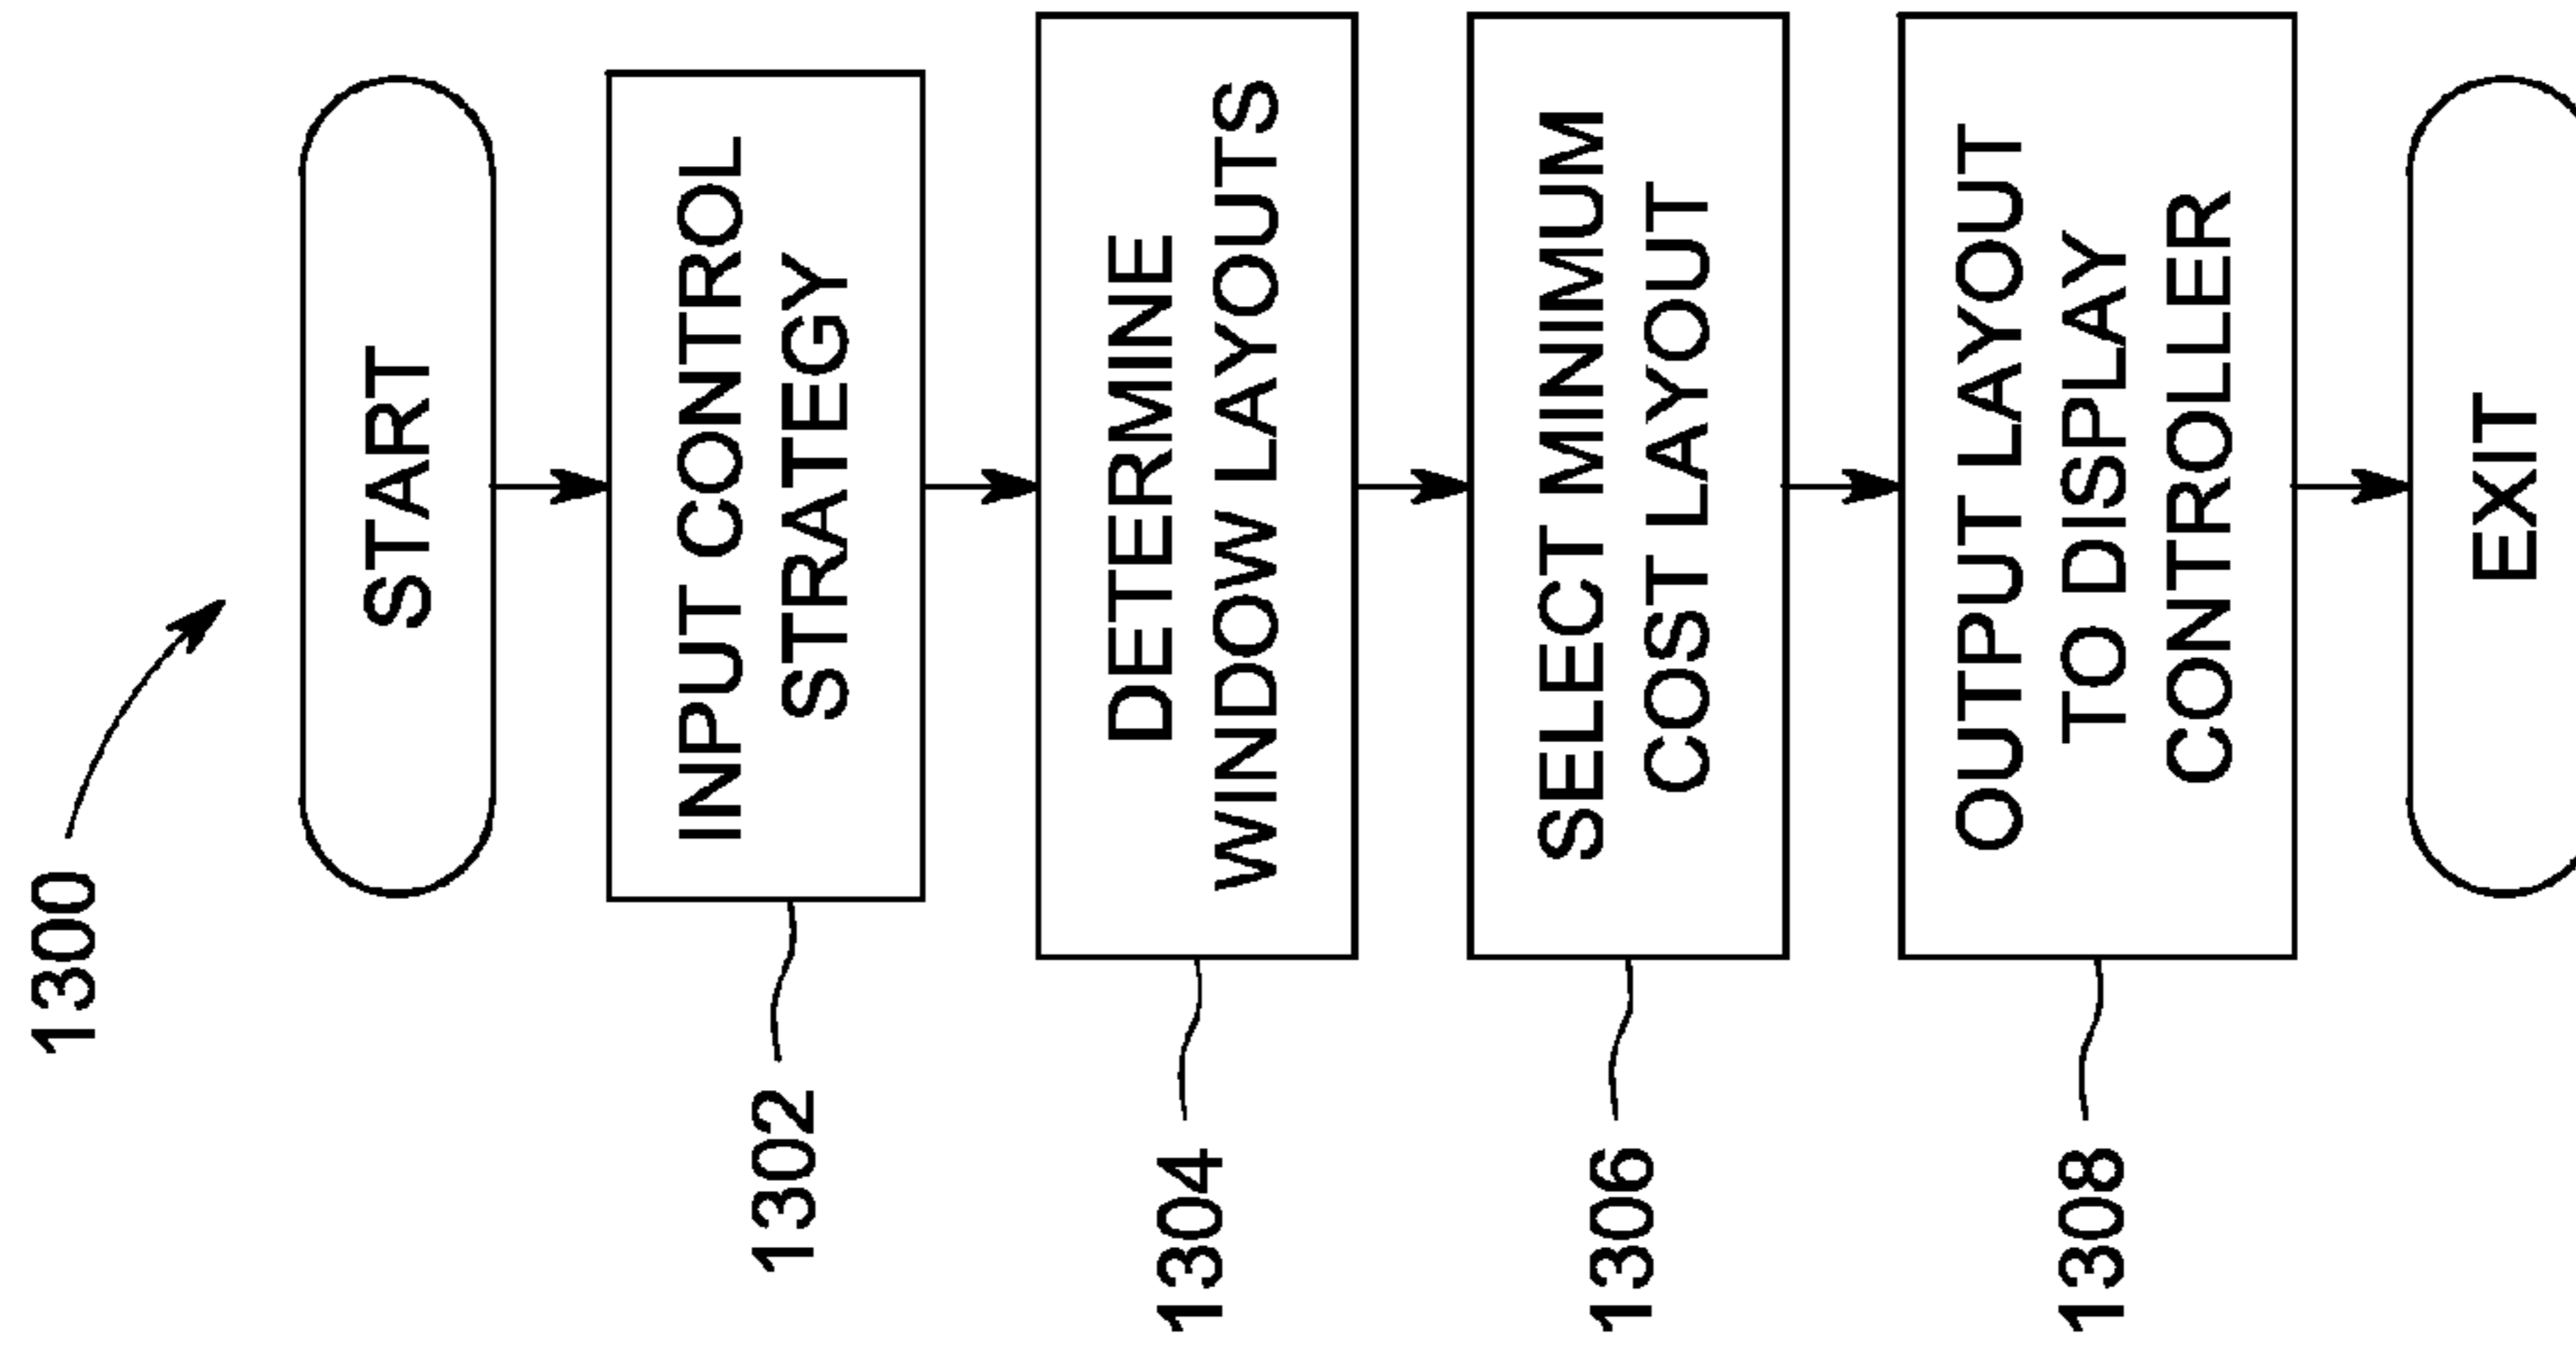 1300
START
INPUT CONTROL
STRATEGY
1302
DETERMINE
WINDOW LAYOUTS
1304
SELECT MINIMUM
COST LAYOUT
1306
OUTPUT LAYOUT
TO DISPLAY
CONTROLLER
1308
EXIT